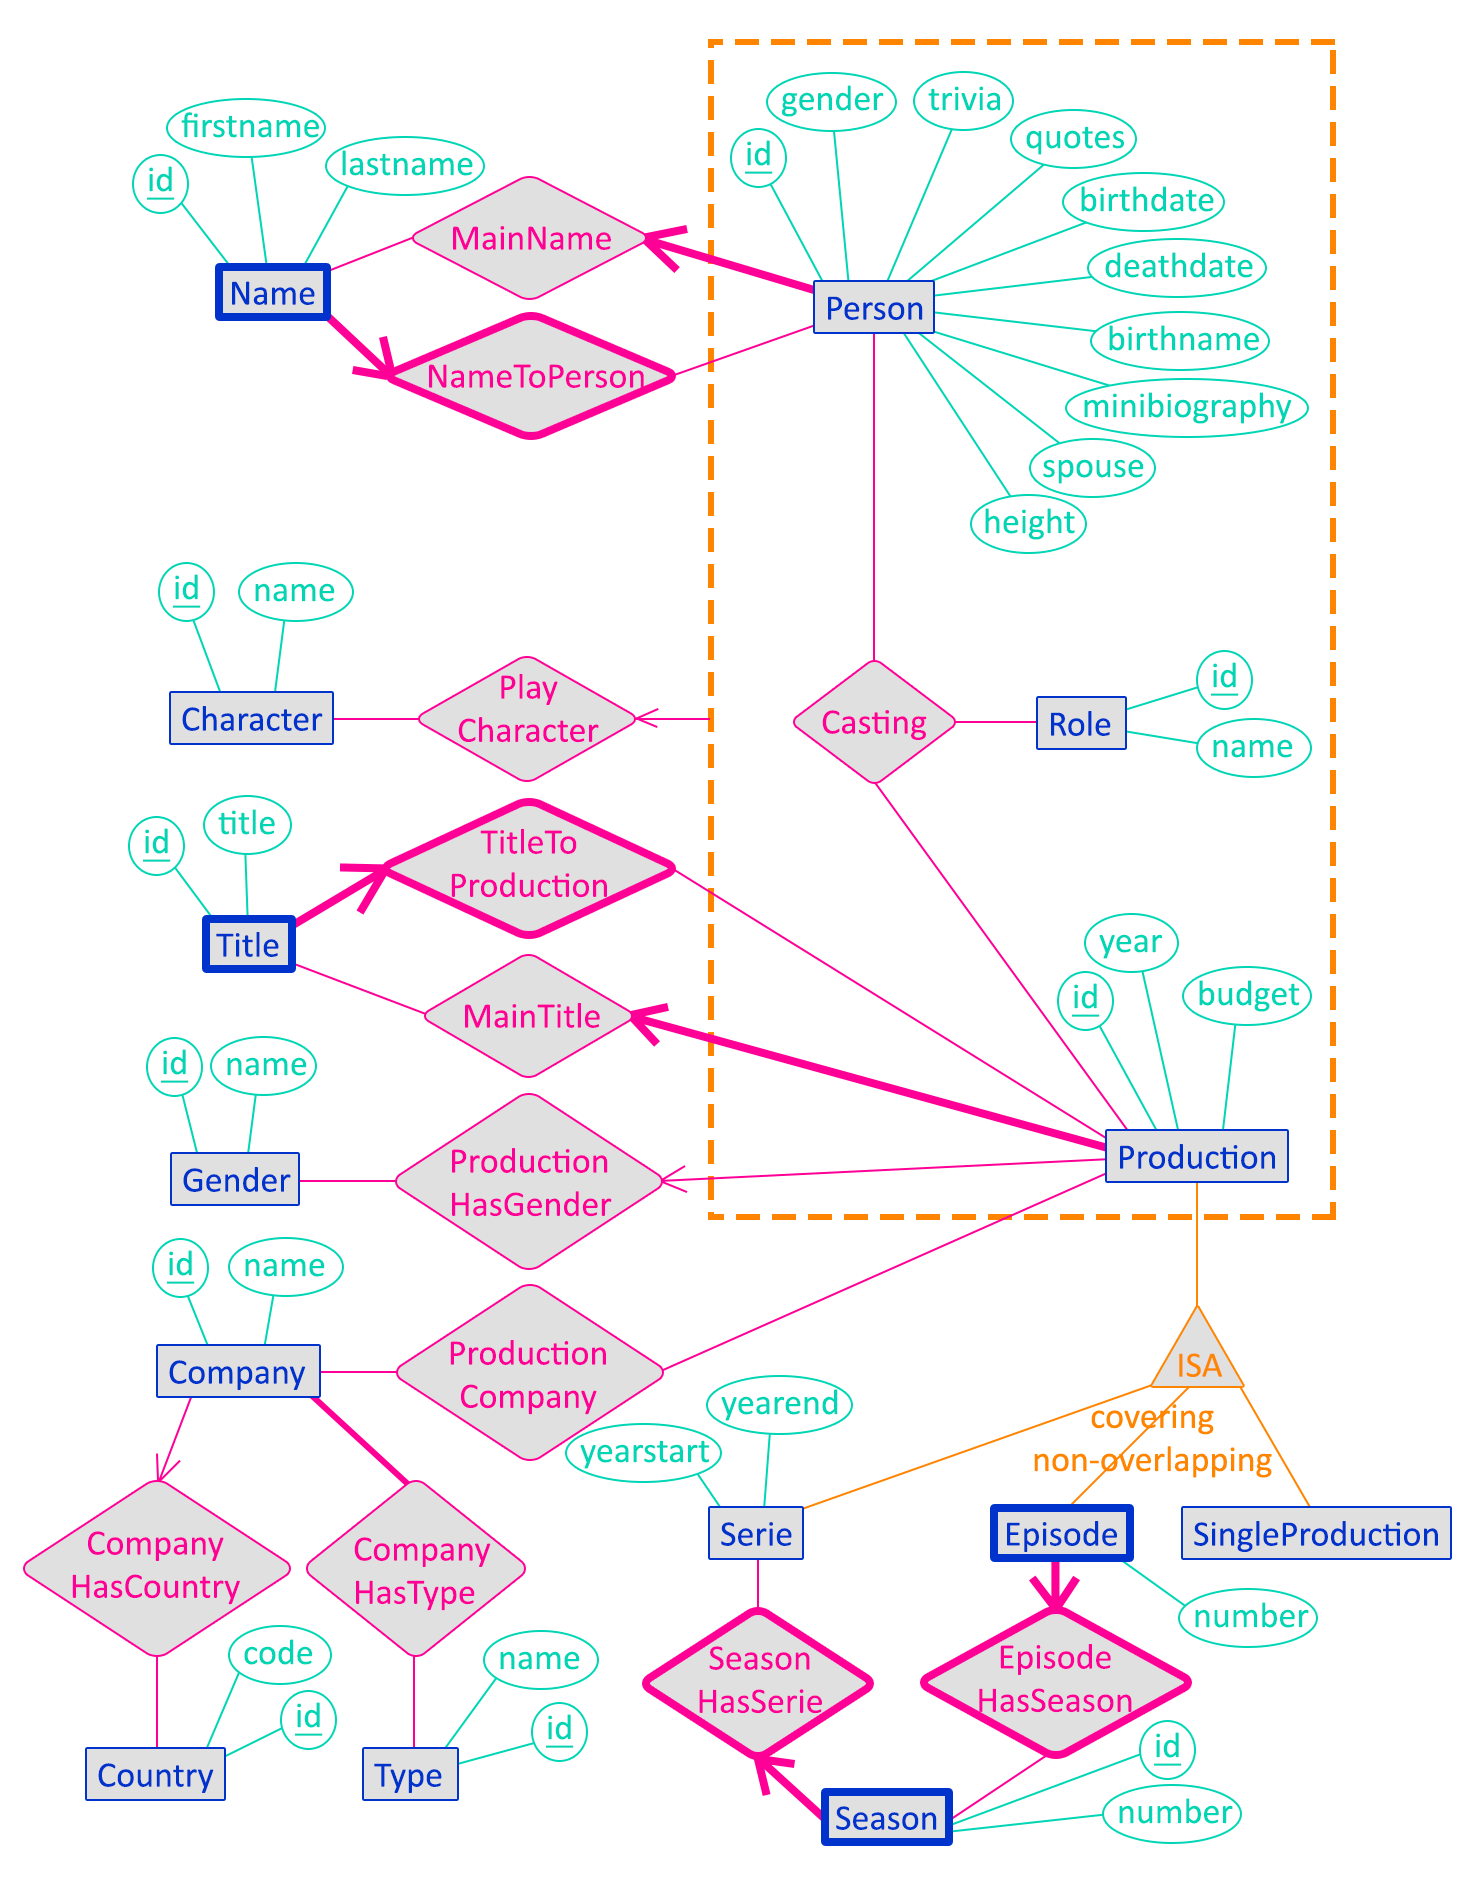 gender
trivia
firstname
quotes
id
lastname
id
birthdate
MainName
deathdate
Name
Person
birthname
NameToPerson
minibiography
spouse
height
id
name
Play
Character
Character
id
Casting
Role
name
id
title
TitleTo
Production
Title
year
id
budget
MainTitle
id
name
Production
HasGender
Gender
Production
id
name
Company
Production
Company
ISA
covering
non-overlapping
yearend
yearstart
Serie
Episode
SingleProduction
Company
HasCountry
Company
HasType
number
code
id
name
id
Season
HasSerie
Episode
HasSeason
Country
Type
id
number
Season